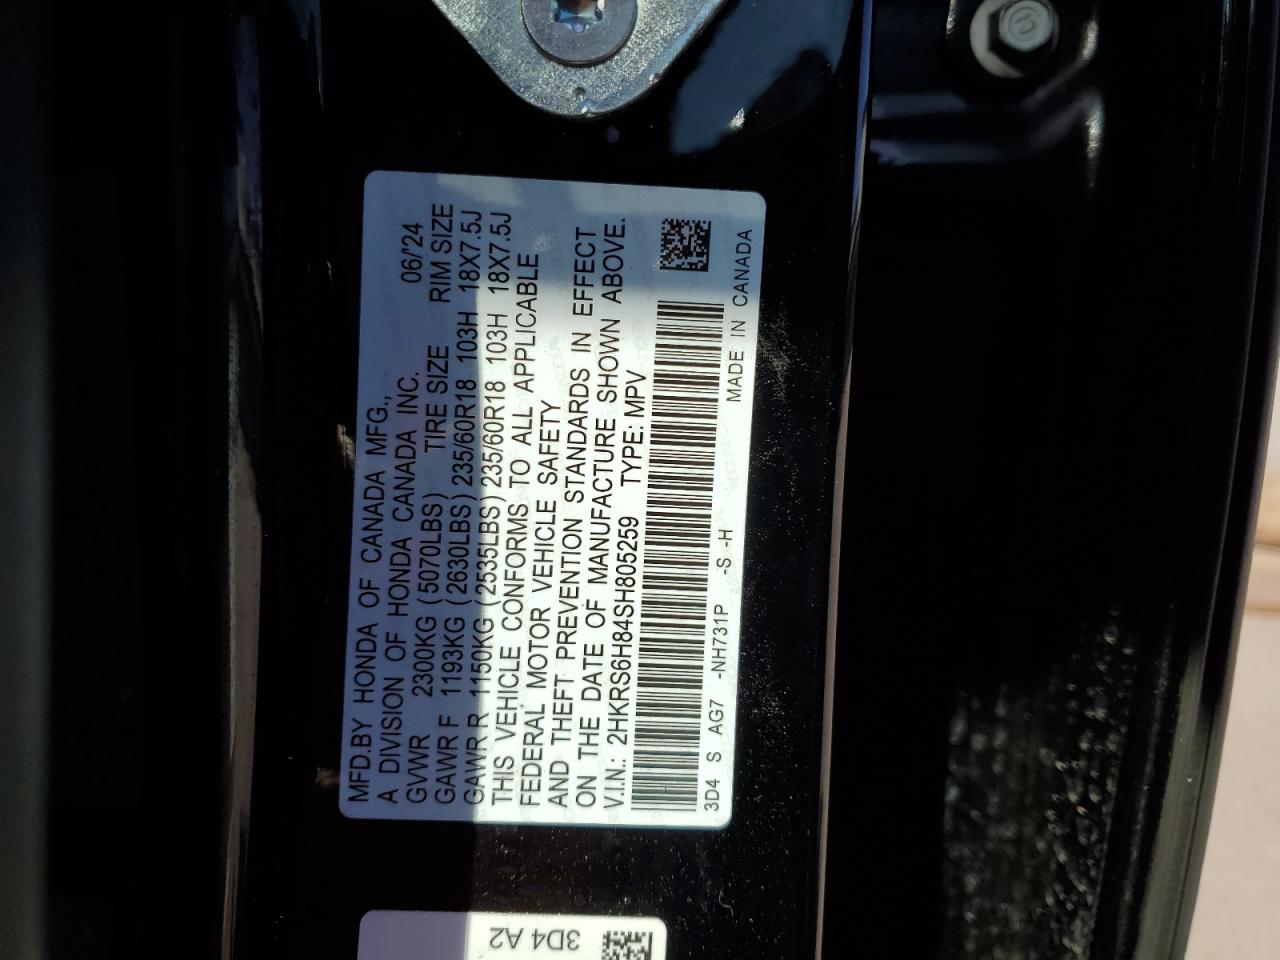 MFD.BY HONDA OF CANADA MFG.,
A DIVISION OF HONDA CANADA INC. 06/'24
GVWR 2300KG (5070LBS) TIRE SIZE RIM SIZE
GAWR F 1193KG (2630LBS) 235/60R18 103H 18X7.5J
GAWR R 1150KG (2535LBS) 235/60R18 103H 18X7.5J
THIS VEHICLE CONFORMS TO ALL APPLICABLE
FEDERAL MOTOR VEHICLE SAFETY
AND THEFT PREVENTION STANDARDS IN EFFECT
ON THE DATE OF MANUFACTURE SHOWN ABOVE.
V.I.N.: 2HKRS6H84SH805259 TYPE: MPV
3D4 S AG7 -NH731P -S -H MADE IN CANADA
3D4 A2